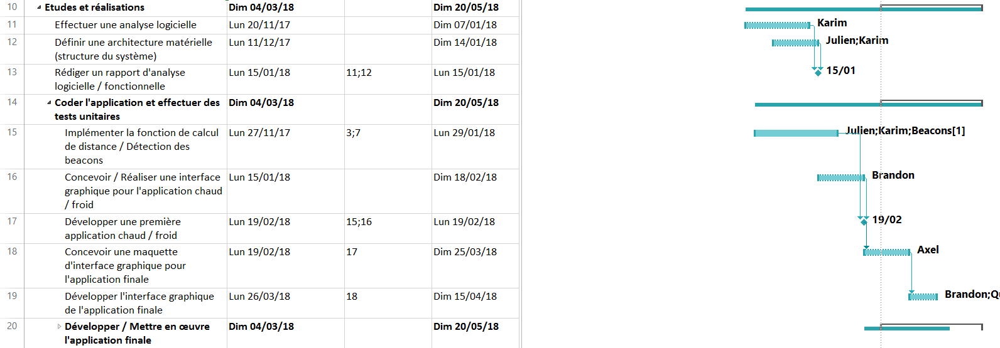 10 Etudes et réalisations Dim 04/03/18 Dim 20/05/18
11 Effectuer une analyse logicielle Lun 20/11/17 Dim 07/01/18 Karim
12 Définir une architecture matérielle Lun 11/12/17 Dim 14/01/18 Julien;Karim
(structure du système)
13 Rédiger un rapport d'analyse Lun 15/01/18 11;12 Lun 15/01/18 15/01
logicielle / fonctionnelle
14 Coder l'application et effectuer des Dim 04/03/18 Dim 20/05/18
tests unitaires
15 Implémenter la fonction de calcul Lun 27/11/17 3;7 Lun 29/01/18 Julien;Karim;Beacons[1]
de distance / Détection des
beacons
16 Concevoir / Réaliser une interface Lun 15/01/18 Dim 18/02/18 Brandon
graphique pour l'application chaud
/ froid
17 Développer une première Lun 19/02/18 15;16 Lun 19/02/18 19/02
application chaud / froid
18 Concevoir une maquette Lun 19/02/18 17 Dim 25/03/18 Axel
d'interface graphique pour
l'application finale
19 Développer l'interface graphique Lun 26/03/18 18 Dim 15/04/18 Brandon;
de l'application finale
20 Développer / Mettre en œuvre Dim 04/03/18 Dim 20/05/18
l'application finale